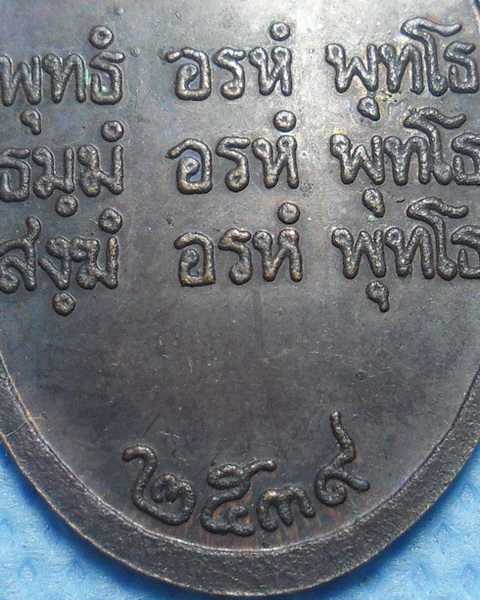 พุทธํ อรหํ พุทโธ
ธมฺมํ อรหํ พุทโธ
สงฺฆํ อรหํ พุทโธ
๒๕๓๙